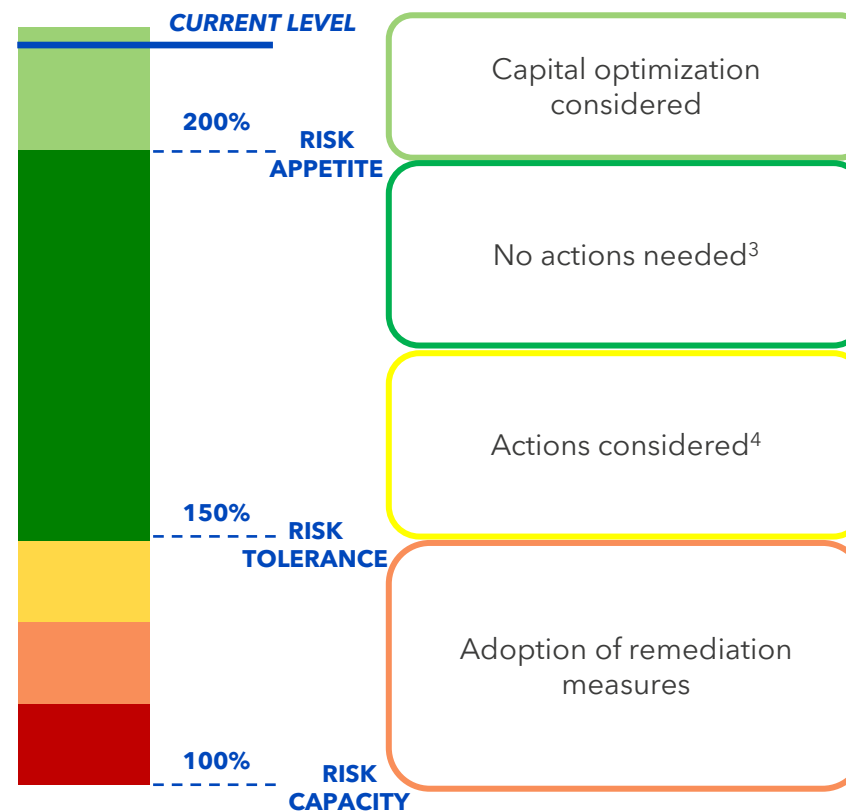 CURRENT LEVEL
200%
RISK
APPETITE
150%
RISK
TOLERANCE
100%
RISK
CAPACITY
Capital optimization
considered
No actions needed³
Actions considered⁴
Adoption of remediation
measures